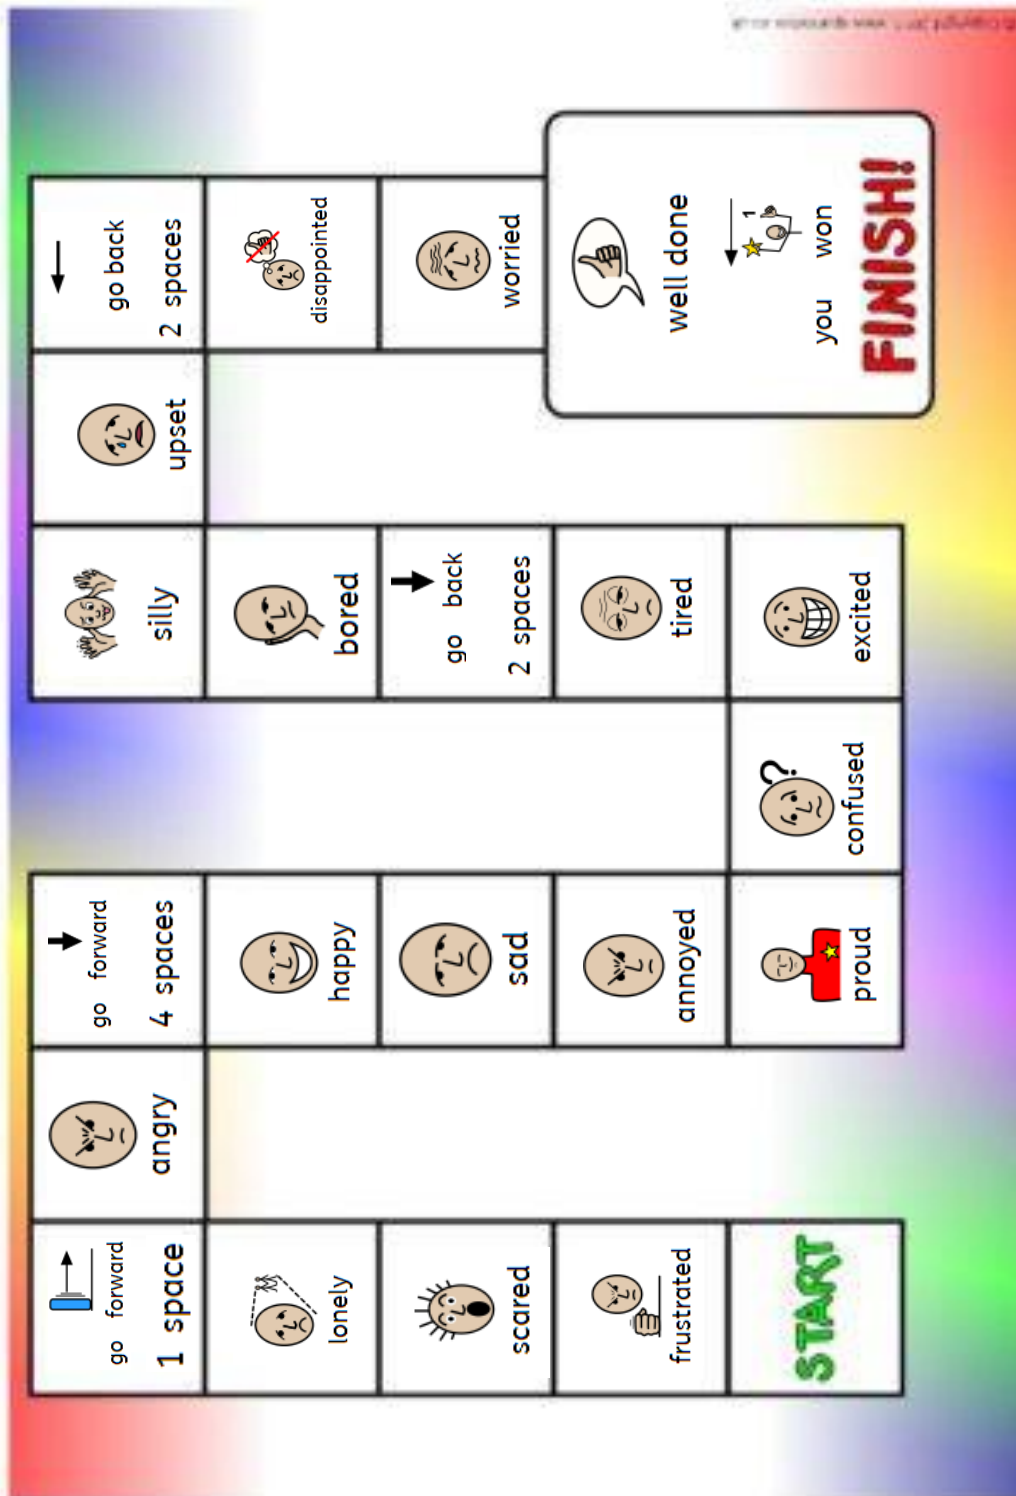 START
frustrated
scared
lonely
go forward
1 space
angry
go forward
4 spaces
happy
sad
annoyed
proud
confused
excited
tired
go back
2 spaces
bored
silly
upset
go back
2 spaces
disappointed
worried
well done
you won
FINISH!